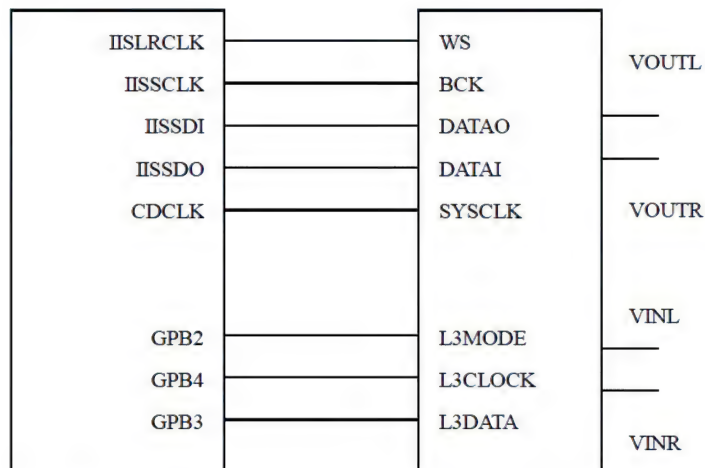 IISLRCLK WS
VOUTL
IISSCLK BCK
IISSDI DATAO
IISSDO DATAI
CDCLK SYSCLK VOUTR
VINL
GPB2 L3MODE
GPB4 L3CLOCK
GPB3 L3DATA
VINR